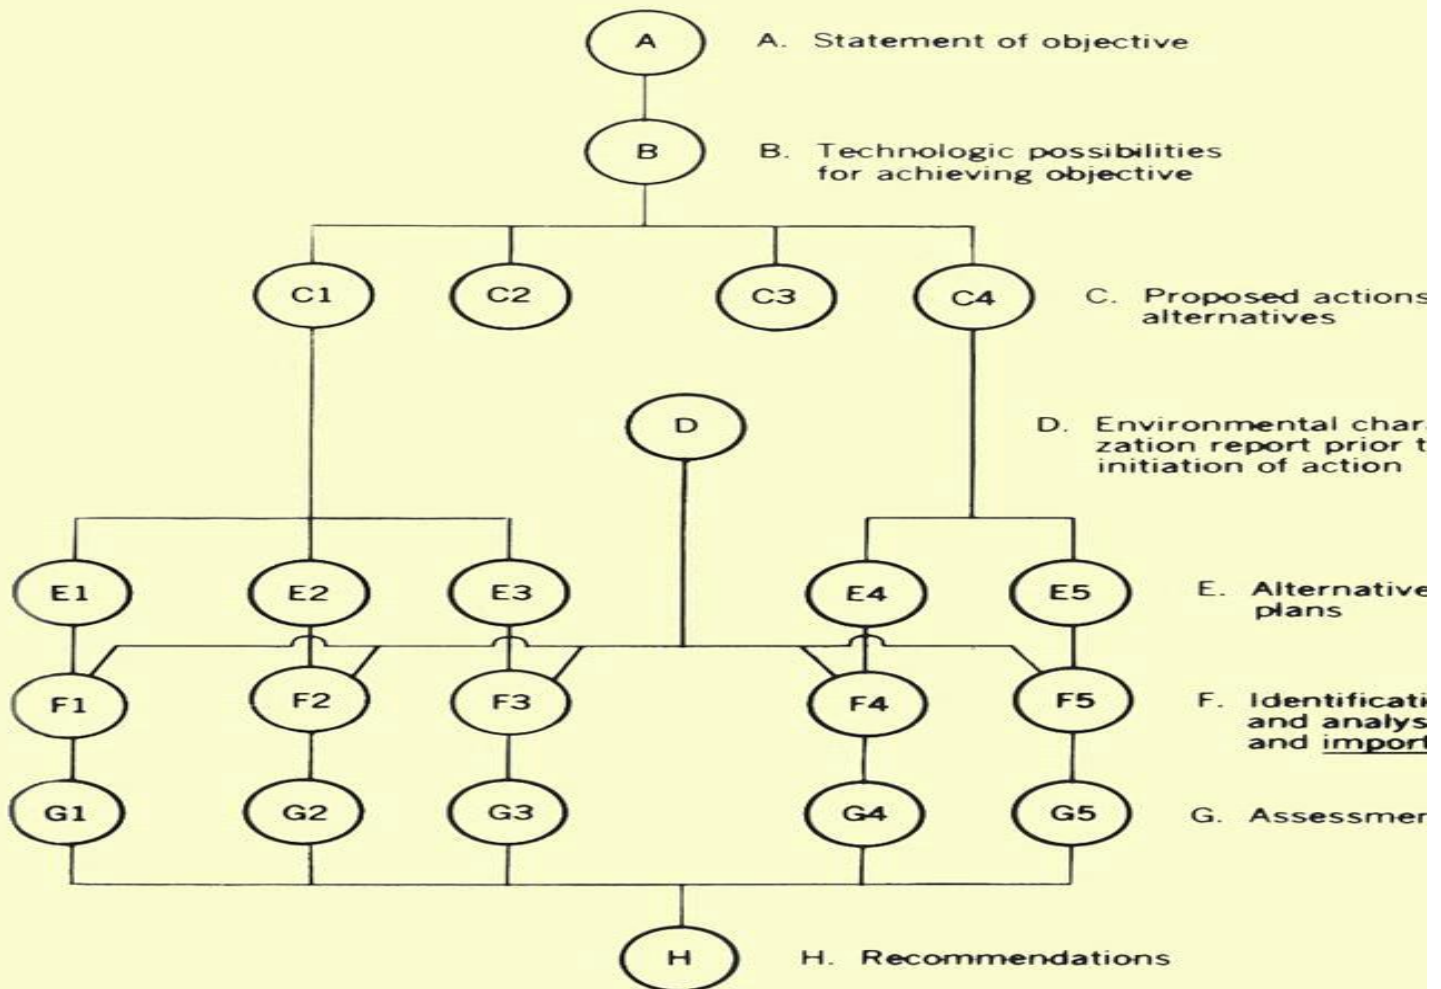 A
A. Statement of objective
B
B. Technologic possibilities
for achieving objective
C1 C2 C3 C4
C. Proposed actions
alternatives
D
D. Environmental char
zation report prior t
initiation of action
E1 E2 E3 E4 E5
E. Alternative
plans
F1 F2 F3 F4 F5
F. Identificati
and analys
and import
G1 G2 G3 G4 G5
G. Assessmen
H
H. Recommendations